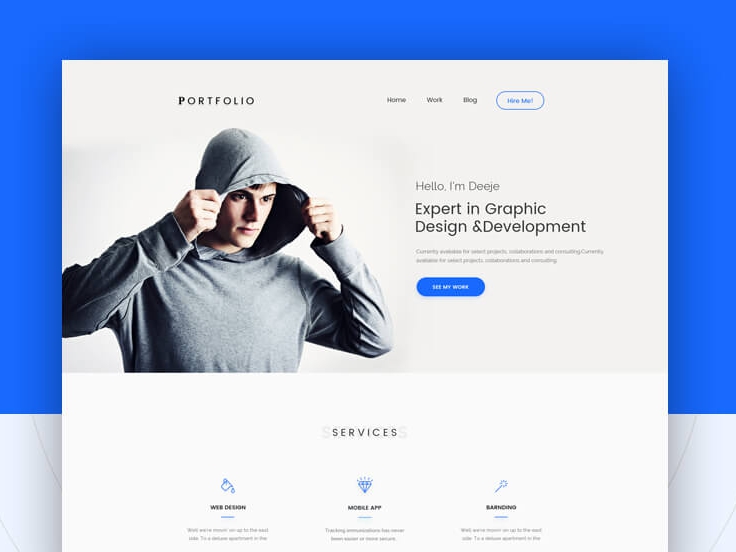 PORTFOLIO
Home Work Blog Hire Me!
Hello, I'm Deeje
Expert in Graphic
Design &Development
Currently available for select projects, collaborations and consulting.Currently
available for select projects, collaborations and consulting.
SEE MY WORK
SERVICES
WEB DESIGN MOBILE APP BARNDING
Well we're movin' on up to the east Tracking immunizations has never Well we're movin' on up to the east
side. To a deluxe apartment in the been easier or more secure. side. To a deluxe apartment in the